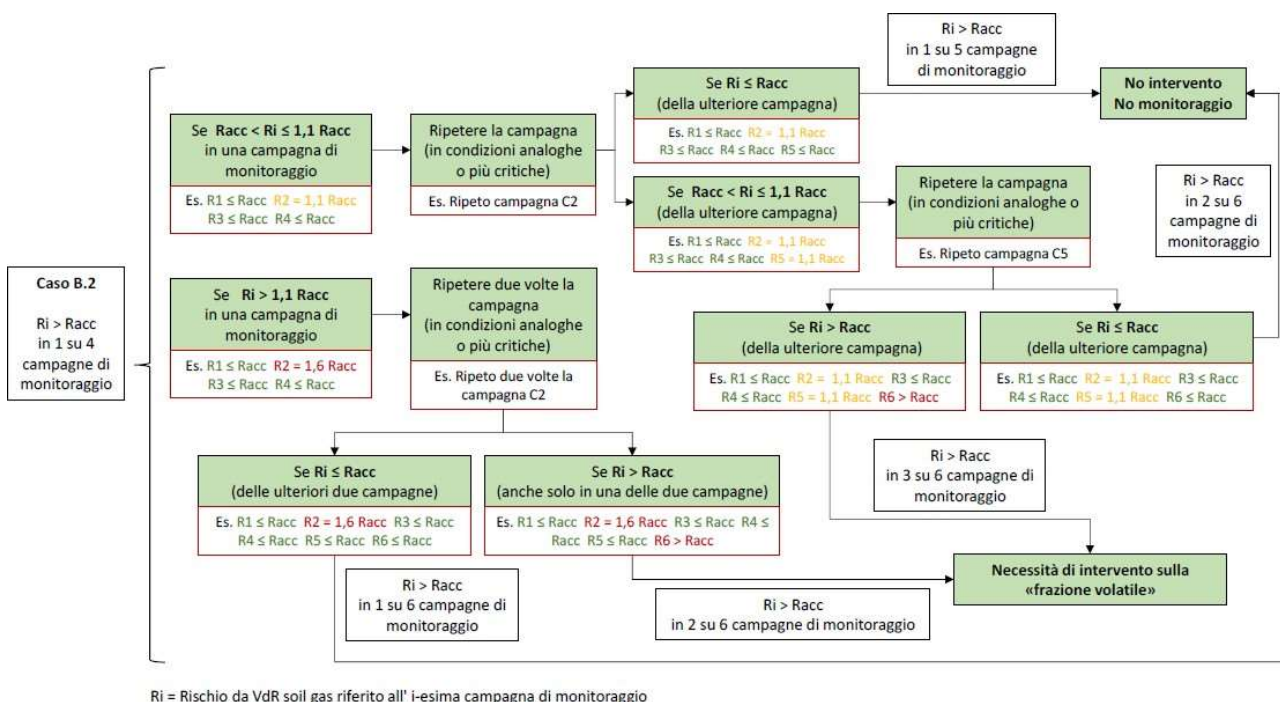 Ri > Racc
in 1 su 5 campagne
di monitoraggio
Se Ri ≤ Racc
(della ulteriore campagna)
Es. R1 ≤ Racc R2 = 1,1 Racc
R3 ≤ Racc R4 ≤ Racc R5 ≤ Racc
No intervento
No monitoraggio
Se Racc < Ri ≤ 1,1 Racc
in una campagna di
monitoraggio
Es. R1 ≤ Racc R2 = 1,1 Racc
R3 ≤ Racc R4 ≤ Racc
Ripetere la campagna
(in condizioni analoghe
o più critiche)
Es. Ripeto campagna C2
Se Racc < Ri ≤ 1,1 Racc
(della ulteriore campagna)
Es. R1 ≤ Racc R2 = 1,1 Racc
R3 ≤ Racc R4 ≤ Racc R5 = 1,1 Racc
Ripetere la campagna
(in condizioni analoghe o
più critiche)
Es. Ripeto campagna C5
Ri > Racc
in 2 su 6
campagne di
monitoraggio
Caso B.2
Ri > Racc
in 1 su 4
campagne di
monitoraggio
Se Ri > 1,1 Racc
in una campagna di
monitoraggio
Es. R1 ≤ Racc R2 = 1,6 Racc
R3 ≤ Racc R4 ≤ Racc
Ripetere due volte la
campagna
(in condizioni analoghe
o più critiche)
Es. Ripeto due volte la
campagna C2
Se Ri > Racc
(della ulteriore campagna)
Es. R1 ≤ Racc R2 = 1,1 Racc R3 ≤ Racc
R4 ≤ Racc R5 = 1,1 Racc R6 > Racc
Se Ri ≤ Racc
(della ulteriore campagna)
Es. R1 ≤ Racc R2 = 1,1 Racc R3 ≤ Racc
R4 ≤ Racc R5 = 1,1 Racc R6 ≤ Racc
Se Ri ≤ Racc
(delle ulteriori due campagne)
Es. R1 ≤ Racc R2 = 1,6 Racc R3 ≤ Racc
R4 ≤ Racc R5 ≤ Racc R6 ≤ Racc
Se Ri > Racc
(anche solo in una delle due campagne)
Es. R1 ≤ Racc R2 = 1,6 Racc R3 ≤ Racc R4 ≤
Racc R5 ≤ Racc R6 > Racc
Ri > Racc
in 3 su 6 campagne di
monitoraggio
Ri > Racc
in 1 su 6 campagne di
monitoraggio
Ri > Racc
in 2 su 6 campagne di monitoraggio
Necessità di intervento sulla
«frazione volatile»
Ri = Rischio da VdR soil gas riferito all' i-esima campagna di monitoraggio